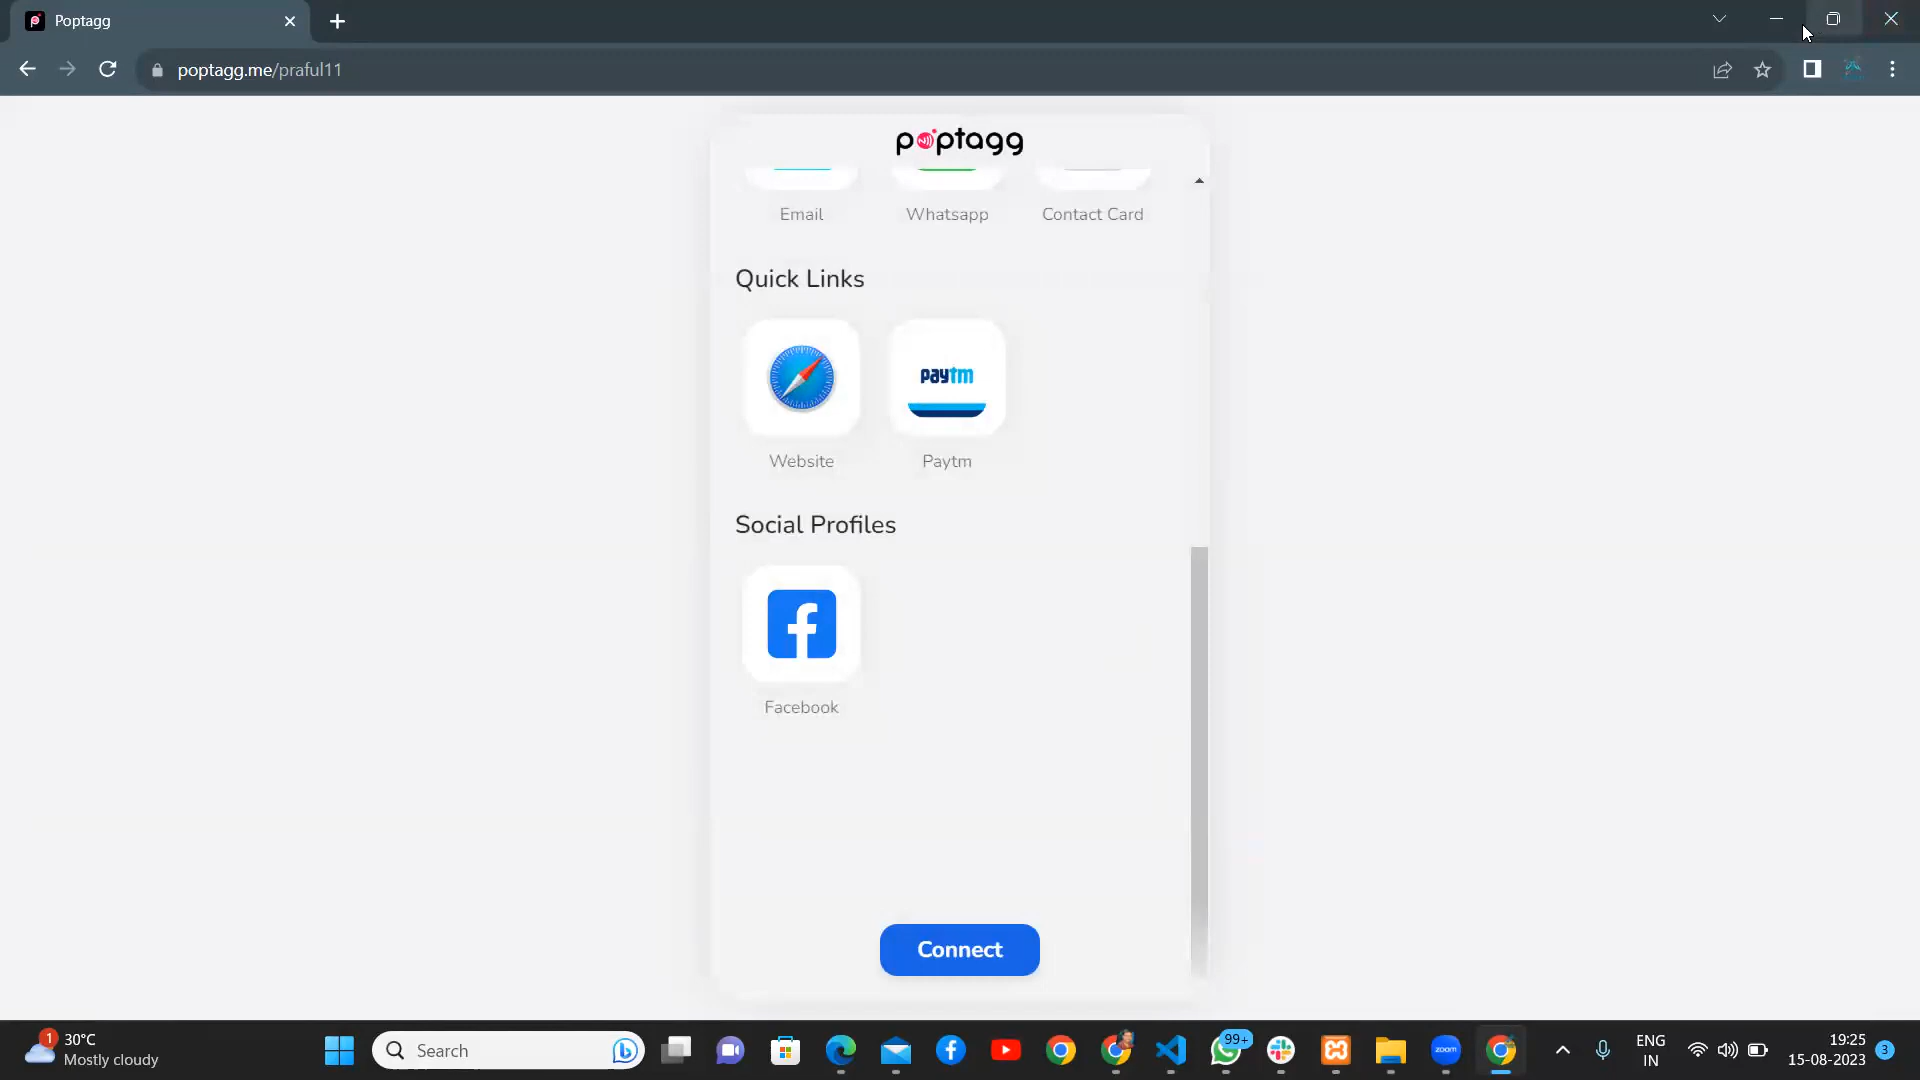 Poptagg
poptagg.me/praful11
poptagg
Email Whatsapp Contact Card
Quick Links
paytm
Website Paytm
Social Profiles
Facebook
Connect
1 30°C
Mostly cloudy
Search
99+
zoom
ENG
IN
19:25
15-08-2023
3